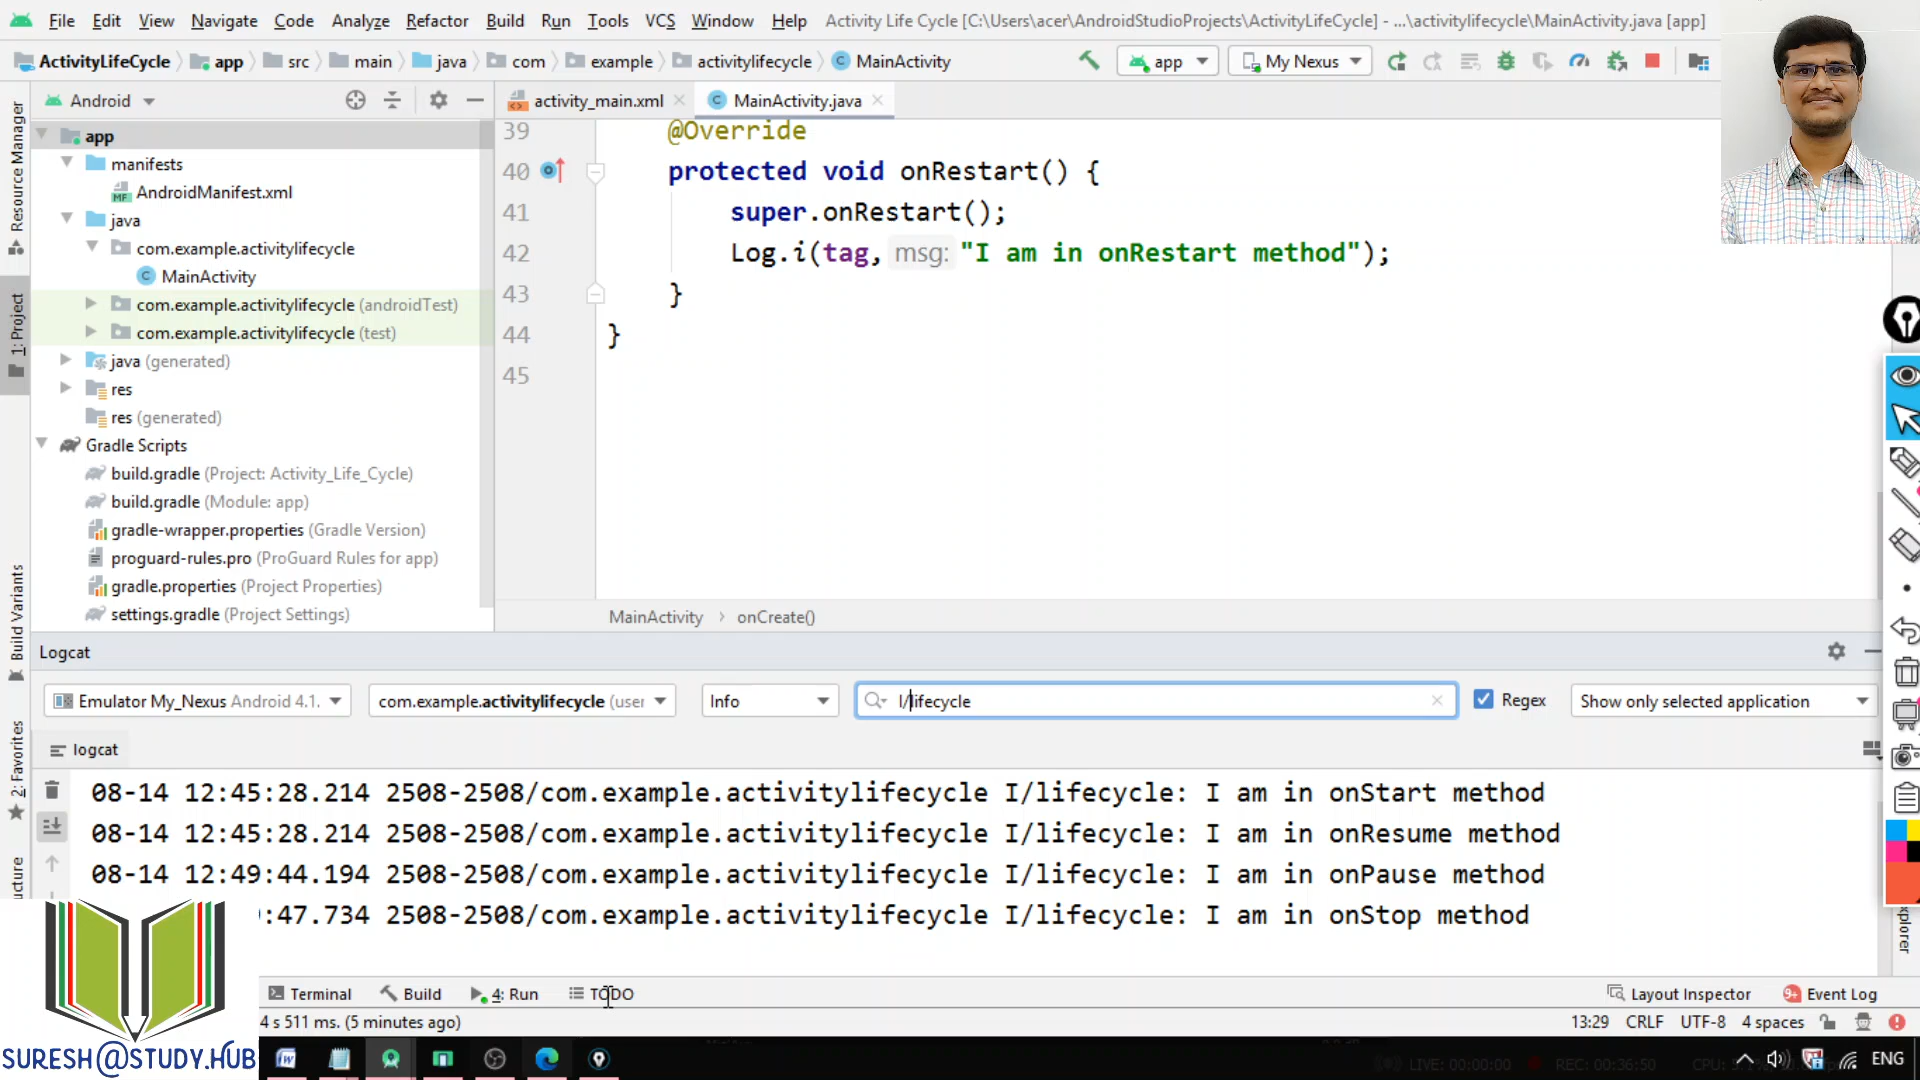 File Edit View Navigate Code Analyze Refactor Build Run Tools VCS Window Help Activity Life Cycle [C:\Users\acer\AndroidStudioProjects\ActivityLifeCycle] - ...\activitylifecycle\MainActivity.java [app]
ActivityLifeCycle app src main java com example activitylifecycle MainActivity app My Nexus
Android
activity_main.xml MainActivity.java
Resource Manager
1: Project
Build Variants
2: Favorites
app
manifests
AndroidManifest.xml
java
com.example.activitylifecycle
MainActivity
com.example.activitylifecycle (androidTest)
com.example.activitylifecycle (test)
java (generated)
res
res (generated)
Gradle Scripts
build.gradle (Project: Activity_Life_Cycle)
build.gradle (Module: app)
gradle-wrapper.properties (Gradle Version)
proguard-rules.pro (ProGuard Rules for app)
gradle.properties (Project Properties)
settings.gradle (Project Settings)
39 @Override
40 protected void onRestart() {
41 super.onRestart();
42 Log.i(tag, msg: "I am in onRestart method");
43 }
44 }
45
MainActivity › onCreate()
Logcat
Emulator My_Nexus Android 4.1. com.example.activitylifecycle (user Info I/lifecycle Regex Show only selected application
logcat
08-14 12:45:28.214 2508-2508/com.example.activitylifecycle I/lifecycle: I am in onStart method
08-14 12:45:28.214 2508-2508/com.example.activitylifecycle I/lifecycle: I am in onResume method
08-14 12:49:44.194 2508-2508/com.example.activitylifecycle I/lifecycle: I am in onPause method
:47.734 2508-2508/com.example.activitylifecycle I/lifecycle: I am in onStop method
Terminal Build 4: Run TODO Layout Inspector 9+ Event Log
4 s 511 ms. (5 minutes ago) 13:29 CRLF UTF-8 4 spaces
SURESH@STUDY.HUB
LIVE: 00:00:00 REC: 00:36:50
ENG